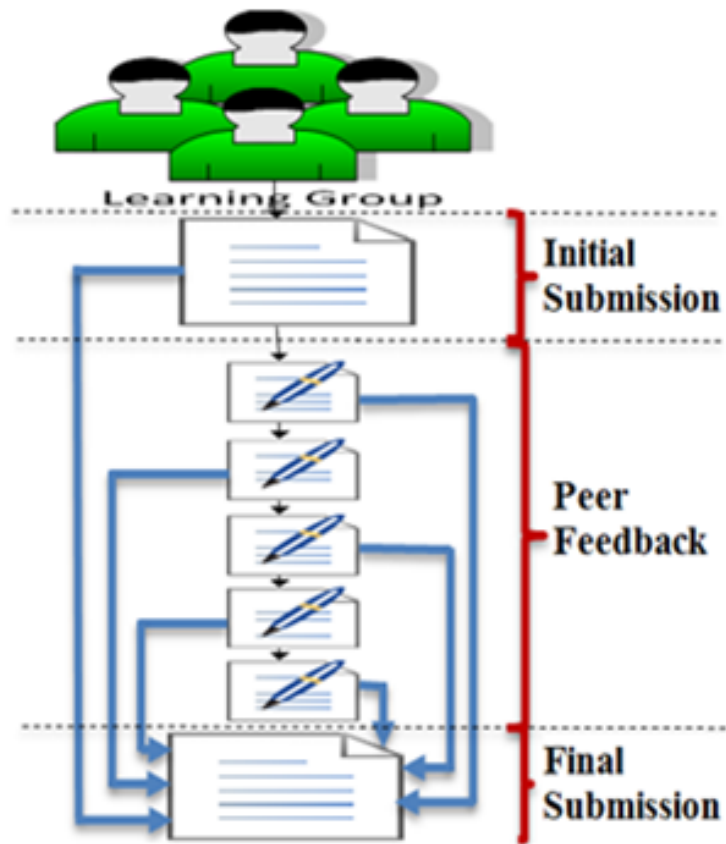 Learning Group
Initial
Submission
Peer
Feedback
Final
Submission